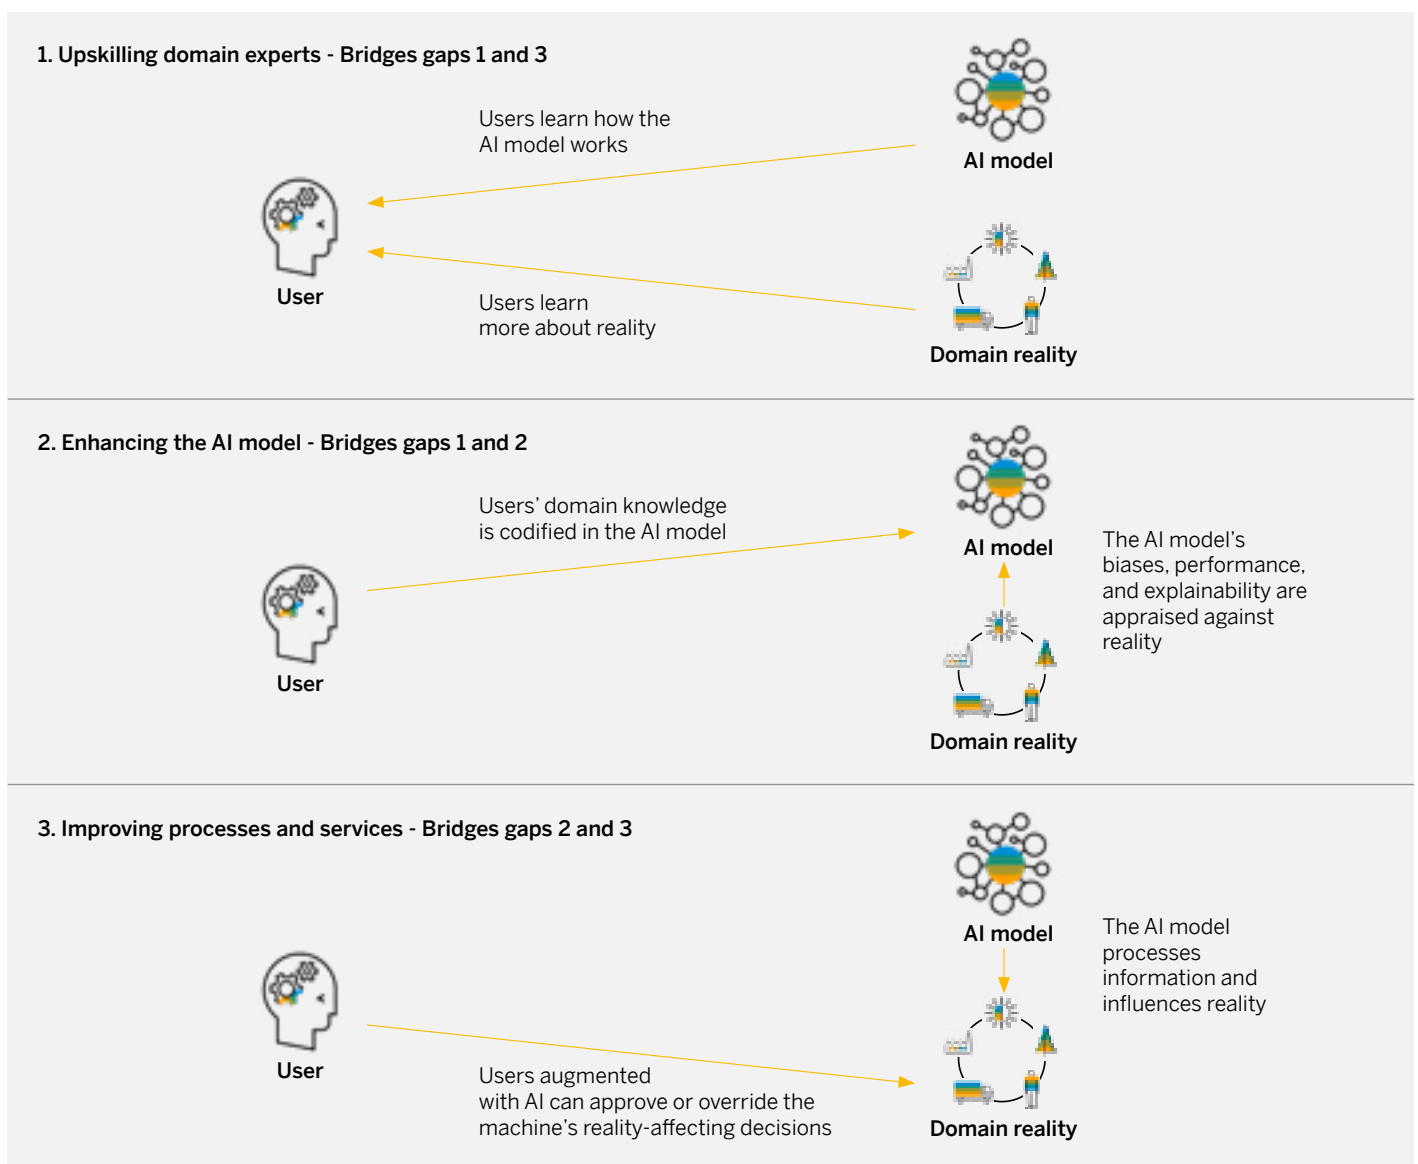 1. Upskilling domain experts - Bridges gaps 1 and 3
Users learn how the
AI model works
AI model
User
Users learn
more about reality
Domain reality
2. Enhancing the AI model - Bridges gaps 1 and 2
Users’ domain knowledge
is codified in the AI model
AI model
The AI model’s
biases, performance,
and explainability are
appraised against
reality
User
Domain reality
3. Improving processes and services - Bridges gaps 2 and 3
AI model
The AI model
processes
information and
influences reality
User
Users augmented
with AI can approve or override the
machine’s reality-affecting decisions
Domain reality